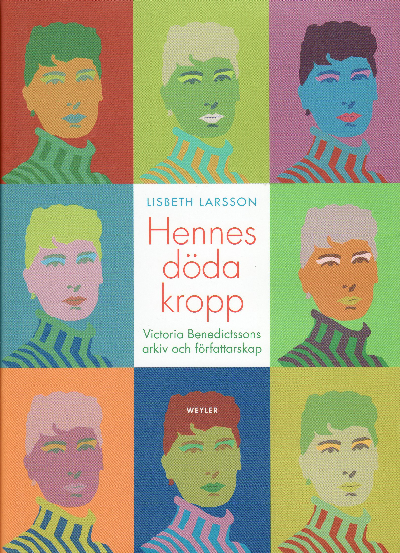 LISBETH LARSSON
Hennes
döda
kropp
Victoria Benedictssons
arkiv och författarskap
WEYLER